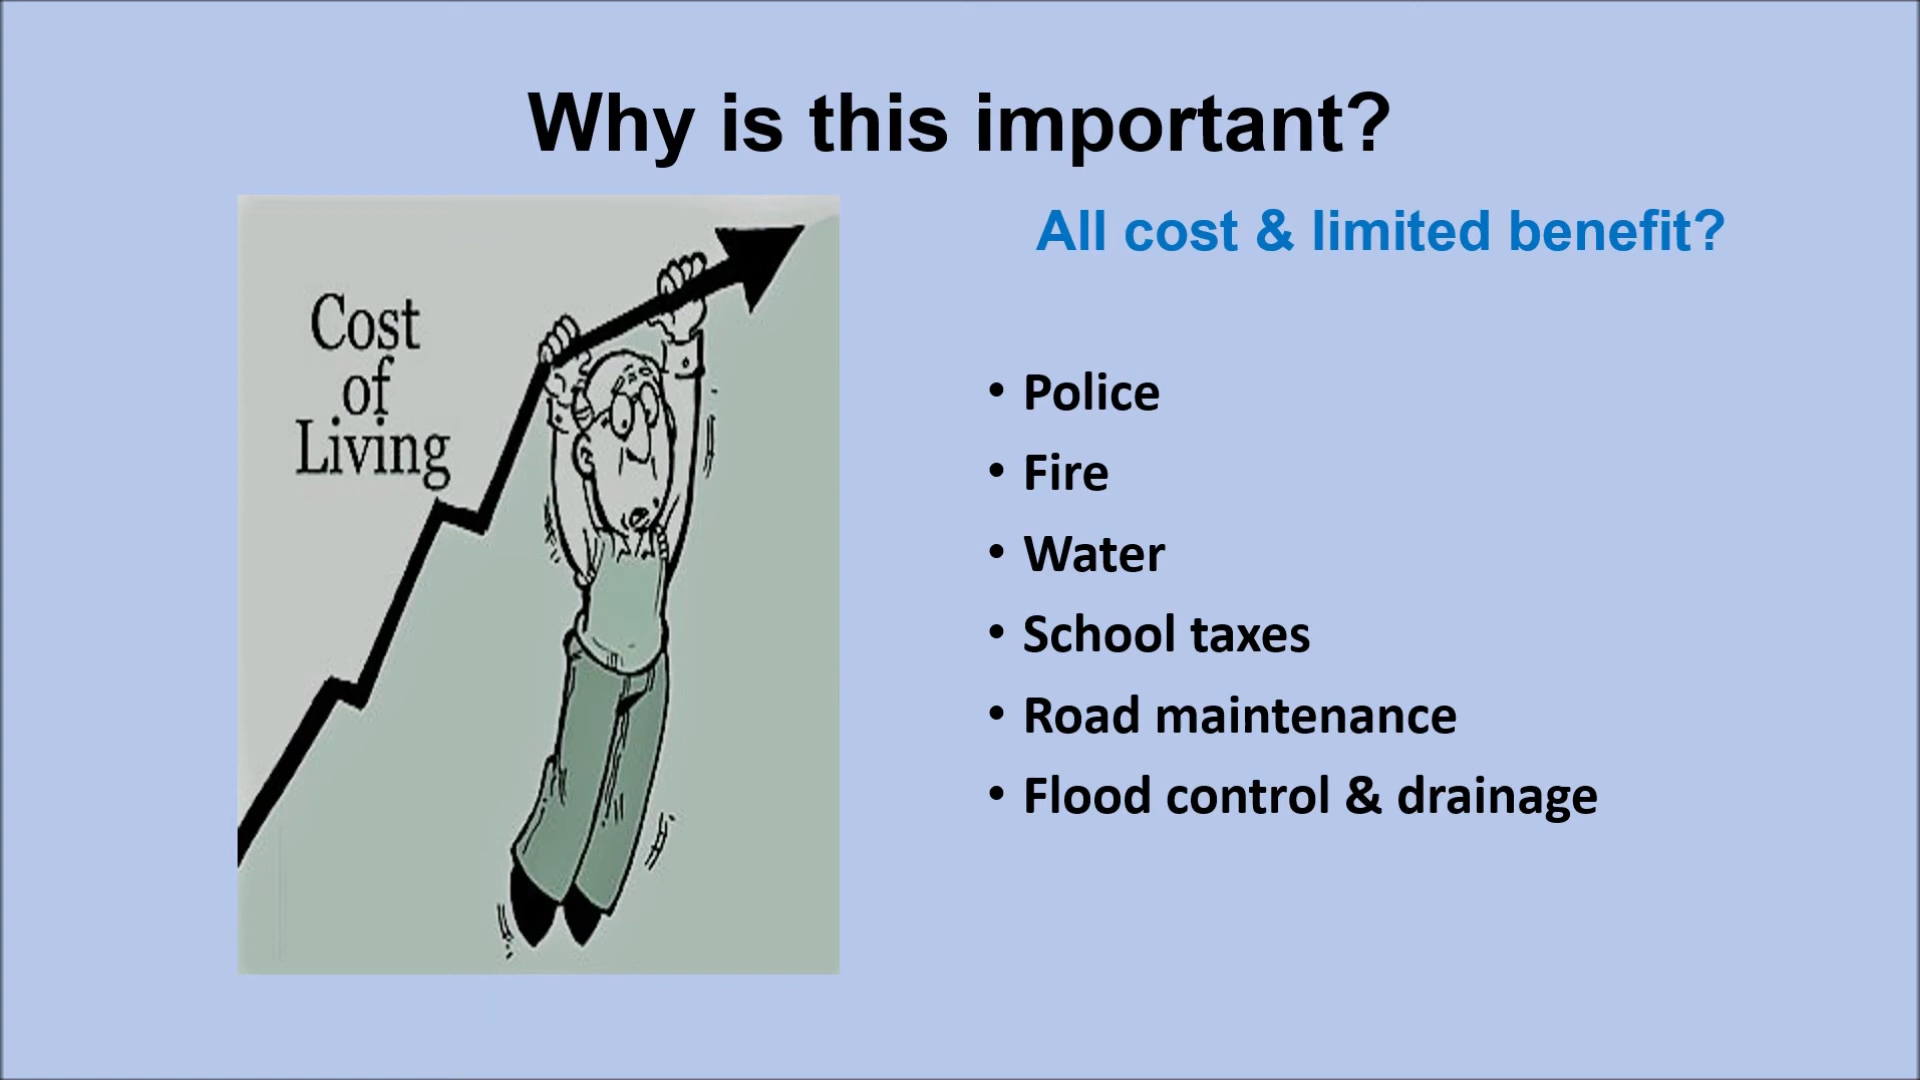 Why is this important?
Cost
of
Living
All cost & limited benefit?
• Police
• Fire
• Water
• School taxes
• Road maintenance
• Flood control & drainage